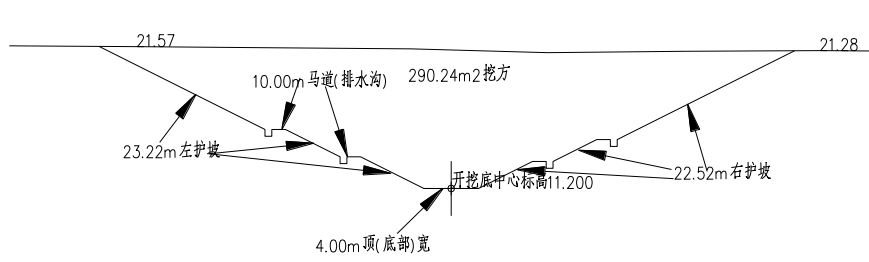 21.57
21.28
10.00m马道(排水沟)
290.24m2挖方
23.22m左护坡
22.52m右护坡
开挖底中心标高11.200
4.00m顶(底部)宽